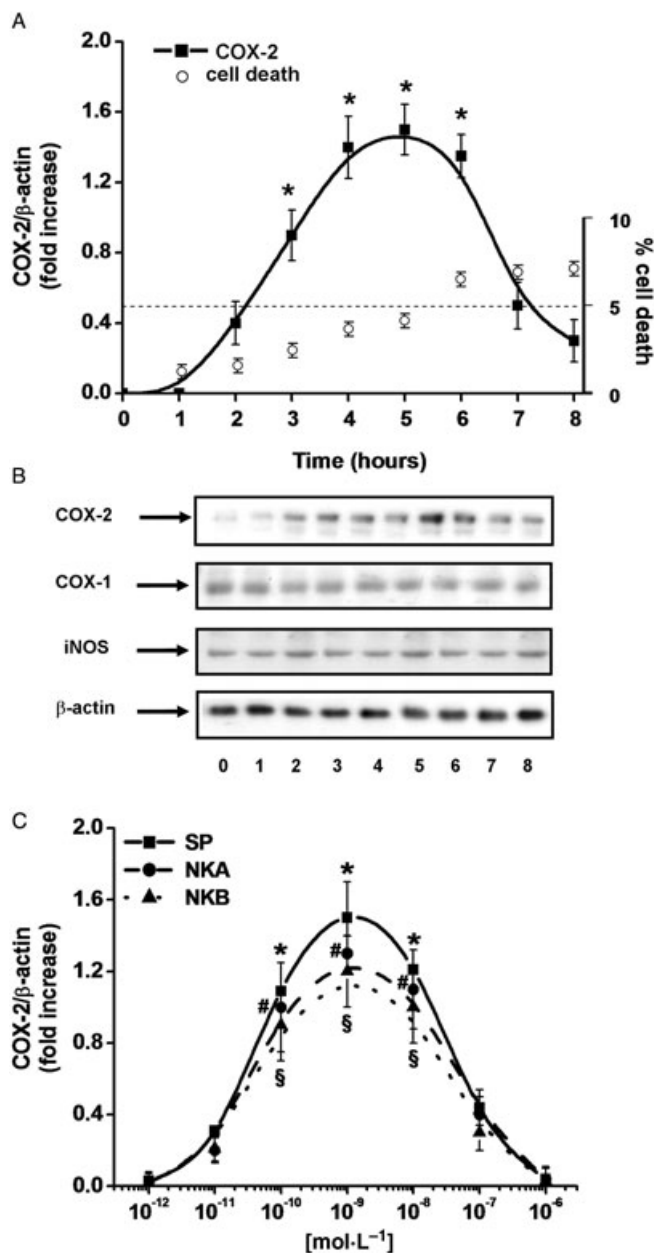 A
2.0
1.6
1.2
0.8
0.4
0.0
COX-2/β-actin
(fold increase)
COX-2
cell death
*
*
*
*
10
5
0
% cell death
0 1 2 3 4 5 6 7 8
Time (hours)
B
COX-2
COX-1
iNOS
β-actin
0 1 2 3 4 5 6 7 8
C
2.0
1.6
1.2
0.8
0.4
0.0
COX-2/β-actin
(fold increase)
SP
NKA
NKB
*
* *
# #
#
§ §
§
10⁻¹² 10⁻¹¹ 10⁻¹⁰ 10⁻⁹ 10⁻⁸ 10⁻⁷ 10⁻⁶
[mol·L⁻¹]